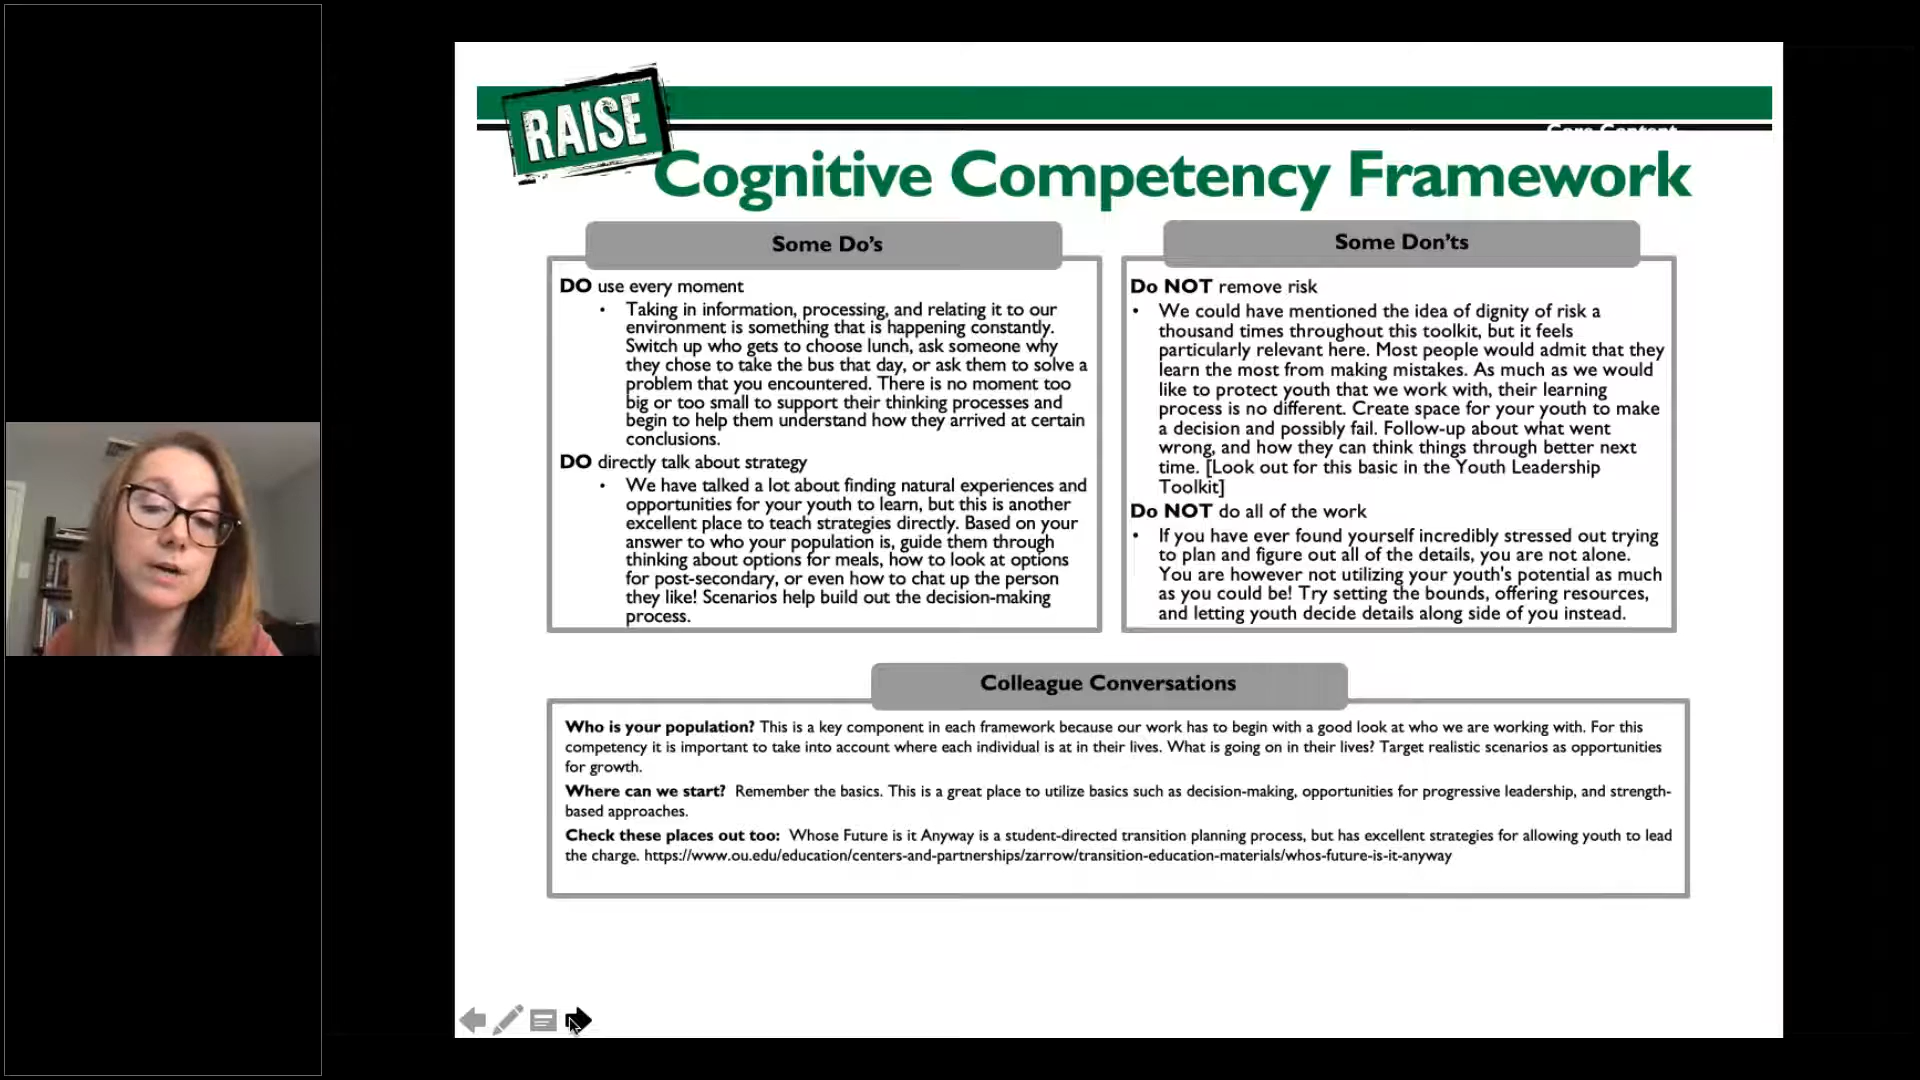 RAISE
Core Content
Cognitive Competency Framework
Some Do's
DO use every moment
• Taking in information, processing, and relating it to our
environment is something that is happening constantly.
Switch up who gets to choose lunch, ask someone why
they chose to take the bus that day, or ask them to solve a
problem that you encountered. There is no moment too
big or too small to support their thinking processes and
begin to help them understand how they arrived at certain
conclusions.
DO directly talk about strategy
• We have talked a lot about finding natural experiences and
opportunities for your youth to learn, but this is another
excellent place to teach strategies directly. Based on your
answer to who your population is, guide them through
thinking about options for meals, how to look at options
for post-secondary, or even how to chat up the person
they like! Scenarios help build out the decision-making
process.
Some Don'ts
Do NOT remove risk
• We could have mentioned the idea of dignity of risk a
thousand times throughout this toolkit, but it feels
particularly relevant here. Most people would admit that they
learn the most from making mistakes. As much as we would
like to protect youth that we work with, their learning
process is no different. Create space for your youth to make
a decision and possibly fail. Follow-up about what went
wrong, and how they can think things through better next
time. [Look out for this basic in the Youth Leadership
Toolkit]
Do NOT do all of the work
• If you have ever found yourself incredibly stressed out trying
to plan and figure out all of the details, you are not alone.
You are however not utilizing your youth's potential as much
as you could be! Try setting the bounds, offering resources,
and letting youth decide details along side of you instead.
Colleague Conversations
Who is your population? This is a key component in each framework because our work has to begin with a good look at who we are working with. For this
competency it is important to take into account where each individual is at in their lives. What is going on in their lives? Target realistic scenarios as opportunities
for growth.
Where can we start? Remember the basics. This is a great place to utilize basics such as decision-making, opportunities for progressive leadership, and strength-
based approaches.
Check these places out too: Whose Future is it Anyway is a student-directed transition planning process, but has excellent strategies for allowing youth to lead
the charge. https://www.ou.edu/education/centers-and-partnerships/zarrow/transition-education-materials/whos-future-is-it-anyway